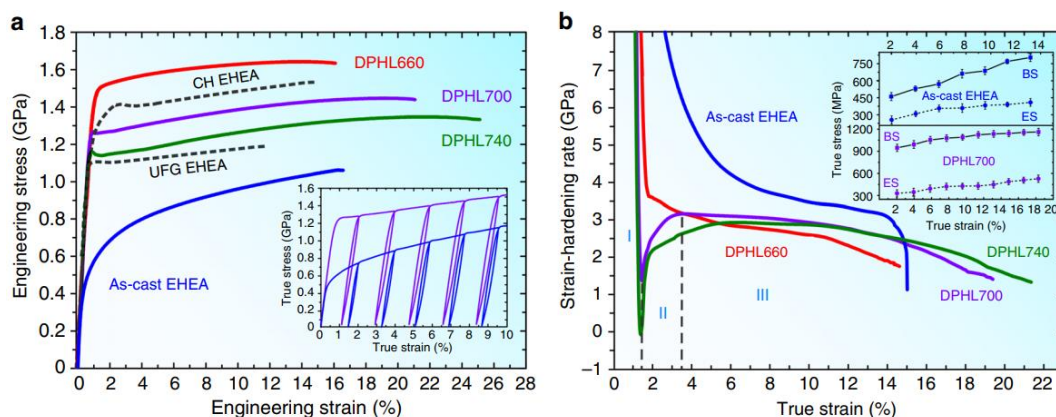 a
Engineering stress (GPa)
1.8
1.6
1.4
1.2
1.0
0.8
0.6
0.4
0.2
0
0 2 4 6 8 10 12 14 16 18 20 22 24 26 28
Engineering strain (%)
DPHL660
CH EHEA
DPHL700
DPHL740
UFG EHEA
As-cast EHEA
True stress (GPa)
1.6
1.4
1.2
1.0
0.8
0.6
0.4
0.2
0
0 1 2 3 4 5 6 7 8 9 10
True strain (%)
b
Strain-hardening rate (GPa)
8
7
6
5
4
3
2
1
0
–1
0 2 4 6 8 10 12 14 16 18 20 22
True strain (%)
As-cast EHEA
DPHL660
DPHL740
DPHL700
I
II
III
2 4 6 8 10 12 14
True stress (MPa)
750
600
450
300
BS
As-cast EHEA
ES
1200
900
600
300
BS
DPHL700
ES
2 4 6 8 10 12 14 16 18 20
True strain (%)